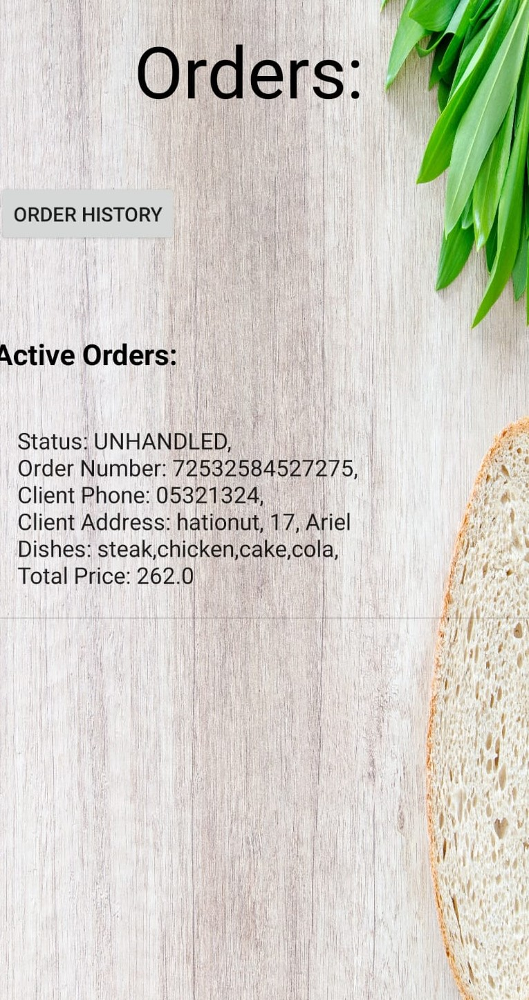 Orders:
ORDER HISTORY
Active Orders:
Status: UNHANDLED,
Order Number: 72532584527275,
Client Phone: 05321324,
Client Address: hationut, 17, Ariel
Dishes: steak,chicken,cake,cola,
Total Price: 262.0